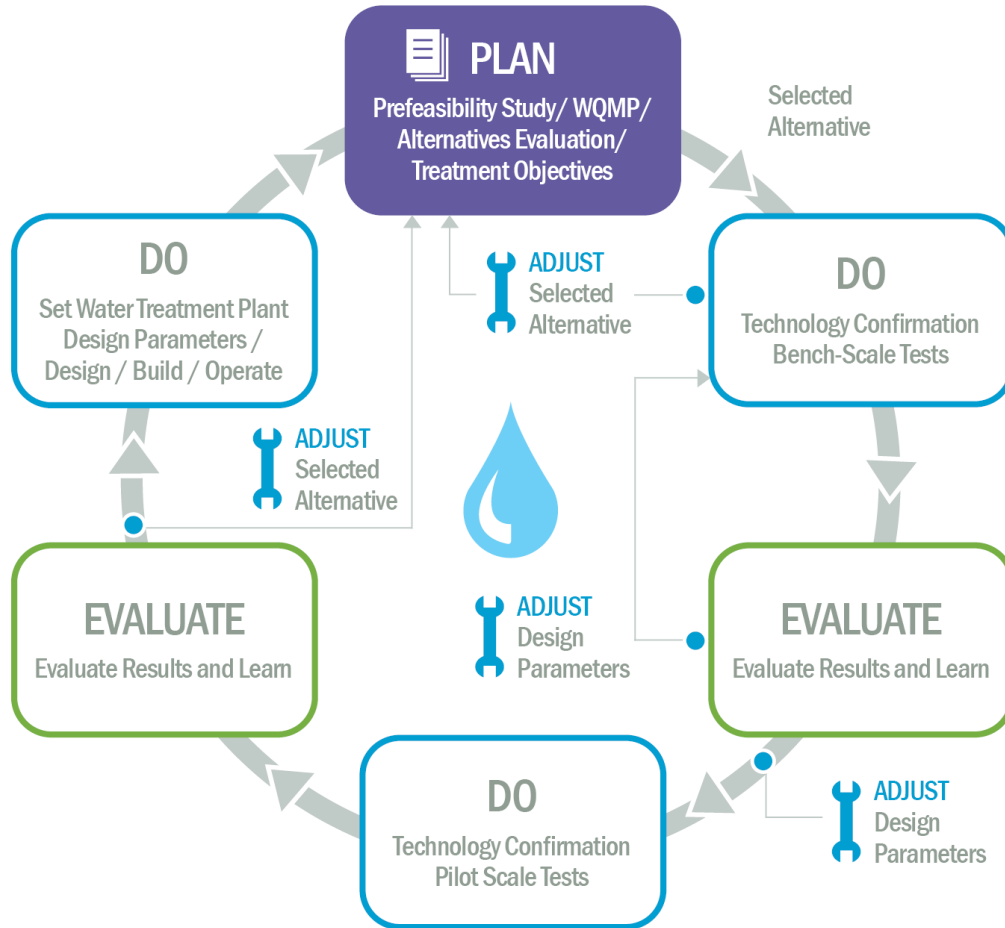 PLAN
Prefeasibility Study/ WQMP/
Alternatives Evaluation/
Treatment Objectives
Selected
Alternative
DO
Technology Confirmation
Bench-Scale Tests
ADJUST
Selected
Alternative
EVALUATE
Evaluate Results and Learn
ADJUST
Design
Parameters
ADJUST
Design
Parameters
DO
Technology Confirmation
Pilot Scale Tests
EVALUATE
Evaluate Results and Learn
ADJUST
Selected
Alternative
DO
Set Water Treatment Plant
Design Parameters /
Design / Build / Operate